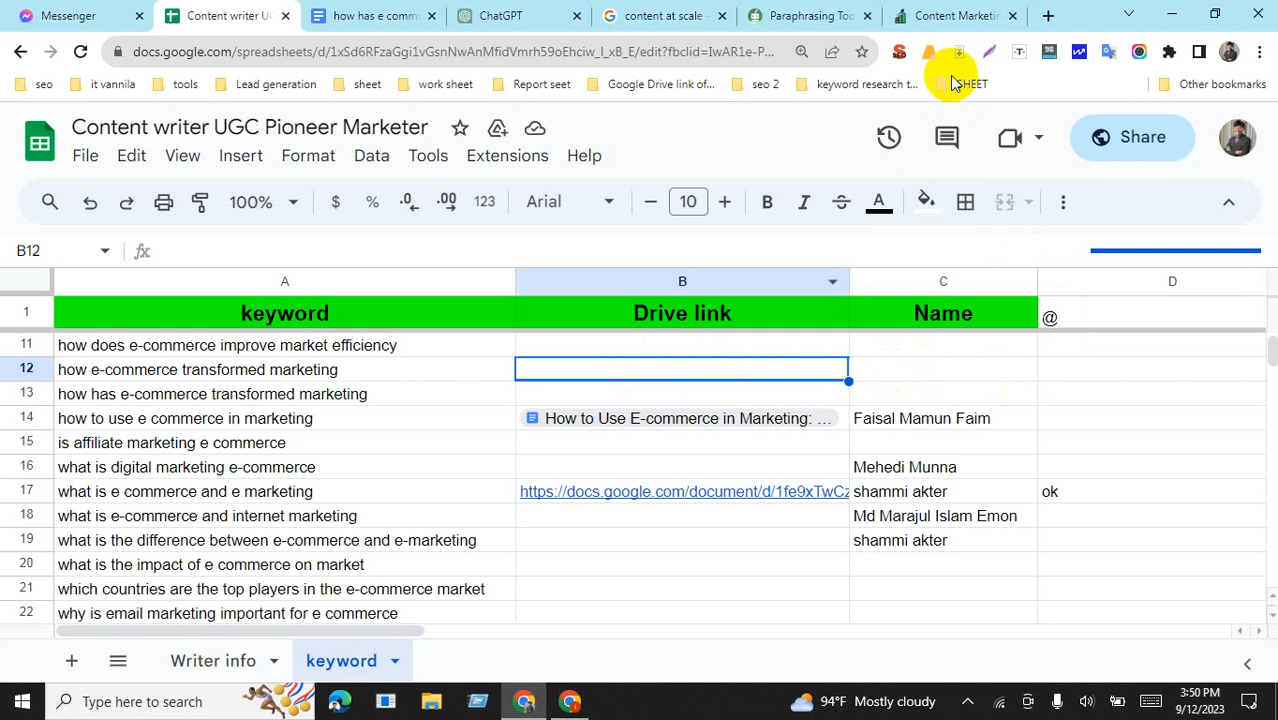 Messenger
Content writer UGC
how has e comm
ChatGPT
content at scale -
Paraphrasing Too
Content Marketin
docs.google.com/spreadsheets/d/1xSd6RFzaGqi1vGsnNwAnMfidVmrh59oEhciw_l_xB_E/edit?fbclid=IwAR1e-P...
seo
it vannila
tools
Lead generation
sheet
work sheet
Report seet
Google Drive link of...
seo 2
keyword research t...
SHEET
Other bookmarks
Content writer UGC Pioneer Marketer
File Edit View Insert Format Data Tools Extensions Help
Share
100% $ % .0 .00 123 Arial 10 B I S A
B12 fx
A B C D
1 keyword Drive link Name @
11 how does e-commerce improve market efficiency
12 how e-commerce transformed marketing
13 how has e-commerce transformed marketing
14 how to use e commerce in marketing How to Use E-commerce in Marketing: ... Faisal Mamun Faim
15 is affiliate marketing e commerce
16 what is digital marketing e-commerce Mehedi Munna
17 what is e commerce and e marketing https://docs.google.com/document/d/1fe9xTwCz shammi akter ok
18 what is e-commerce and internet marketing Md Marajul Islam Emon
19 what is the difference between e-commerce and e-marketing shammi akter
20 what is the impact of e commerce on market
21 which countries are the top players in the e-commerce market
22 why is email marketing important for e commerce
Writer info keyword
Type here to search
94°F Mostly cloudy
3:50 PM
9/12/2023